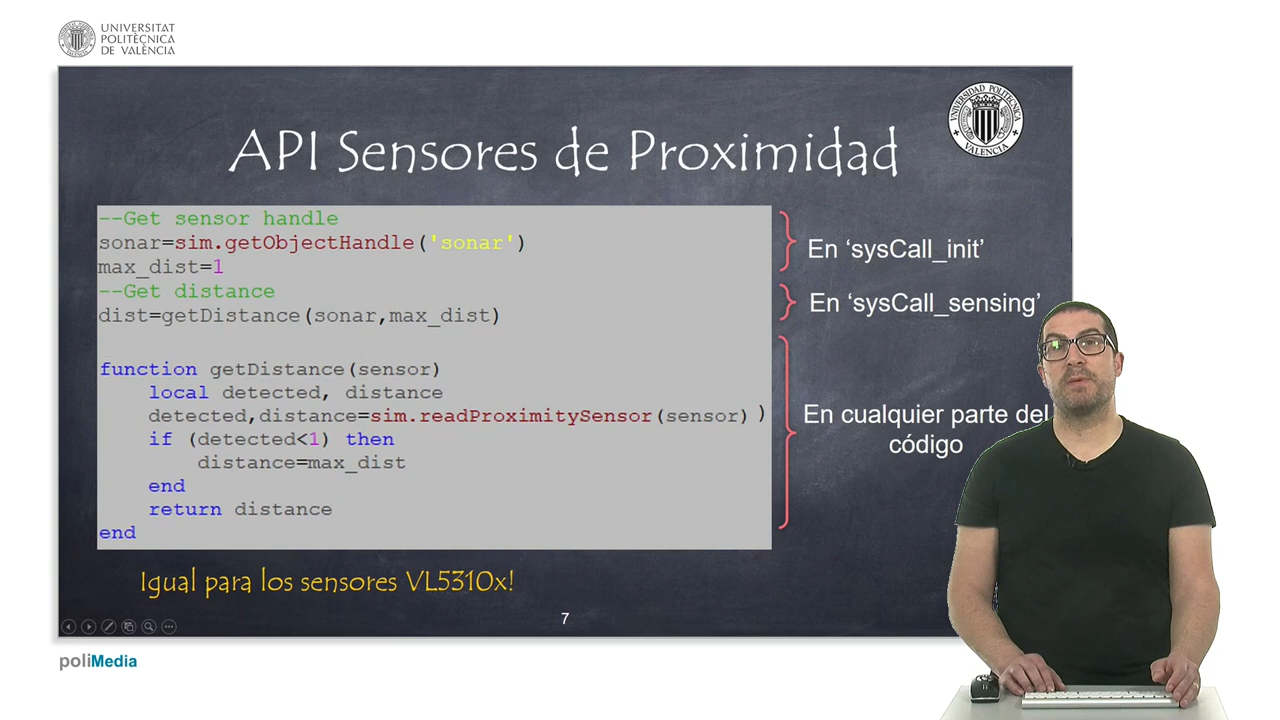 UNIVERSITAT
POLITÈCNICA
DE VALÈNCIA
UNIVERSIDAD POLITECNICA
VALENCIA
API Sensores de Proximidad
--Get sensor handle
sonar=sim.getObjectHandle('sonar')
max_dist=1
--Get distance
dist=getDistance(sonar,max_dist)
function getDistance(sensor)
local detected, distance
detected,distance=sim.readProximitySensor(sensor) )
if (detected<1) then
distance=max_dist
end
return distance
end
En ‘sysCall_init’
En ‘sysCall_sensing’
En cualquier parte del
código
Igual para los sensores VL5310x!
7
poliMedia